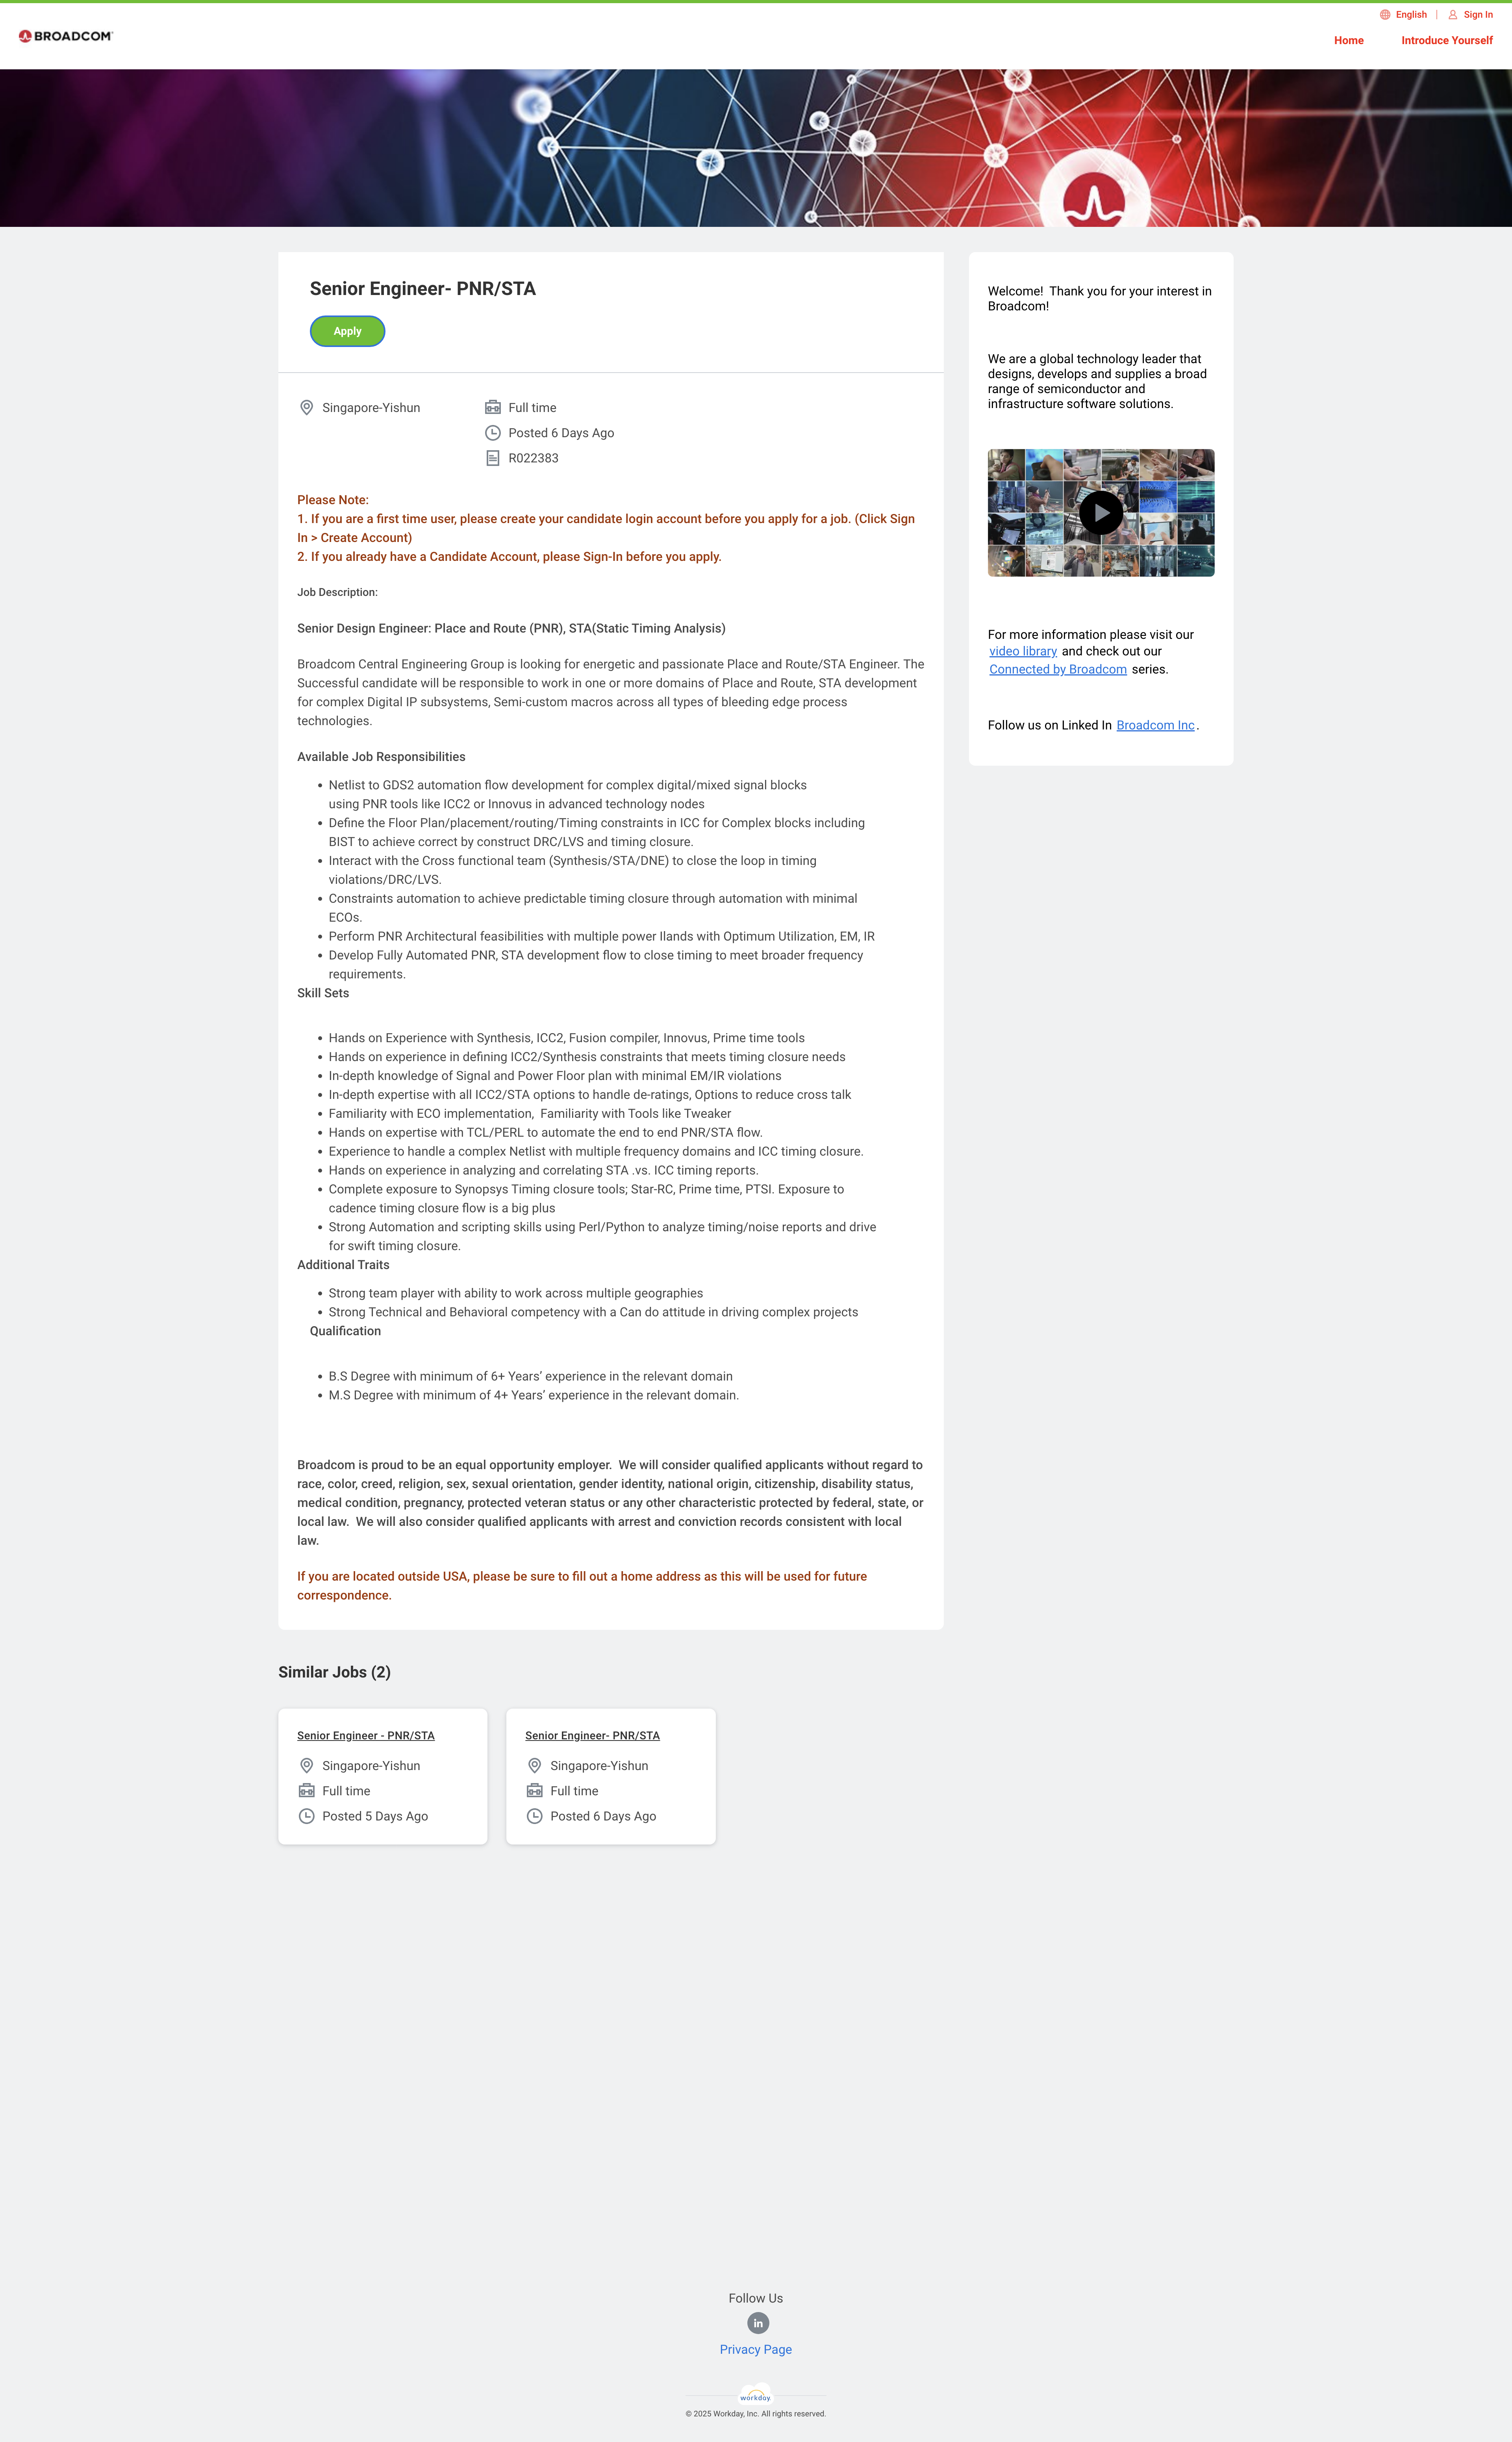 English | Sign In
BROADCOM
Home Introduce Yourself
Senior Engineer- PNR/STA
Apply
Singapore-Yishun
Full time
Posted 6 Days Ago
R022383
Please Note:
1. If you are a first time user, please create your candidate login account before you apply for a job. (Click Sign
In > Create Account)
2. If you already have a Candidate Account, please Sign-In before you apply.
Job Description:
Senior Design Engineer: Place and Route (PNR), STA(Static Timing Analysis)
Broadcom Central Engineering Group is looking for energetic and passionate Place and Route/STA Engineer. The
Successful candidate will be responsible to work in one or more domains of Place and Route, STA development
for complex Digital IP subsystems, Semi-custom macros across all types of bleeding edge process
technologies.
Available Job Responsibilities
• Netlist to GDS2 automation flow development for complex digital/mixed signal blocks
using PNR tools like ICC2 or Innovus in advanced technology nodes
• Define the Floor Plan/placement/routing/Timing constraints in ICC for Complex blocks including
BIST to achieve correct by construct DRC/LVS and timing closure.
• Interact with the Cross functional team (Synthesis/STA/DNE) to close the loop in timing
violations/DRC/LVS.
• Constraints automation to achieve predictable timing closure through automation with minimal
ECOs.
• Perform PNR Architectural feasibilities with multiple power Ilands with Optimum Utilization, EM, IR
• Develop Fully Automated PNR, STA development flow to close timing to meet broader frequency
requirements.
Skill Sets
• Hands on Experience with Synthesis, ICC2, Fusion compiler, Innovus, Prime time tools
• Hands on experience in defining ICC2/Synthesis constraints that meets timing closure needs
• In-depth knowledge of Signal and Power Floor plan with minimal EM/IR violations
• In-depth expertise with all ICC2/STA options to handle de-ratings, Options to reduce cross talk
• Familiarity with ECO implementation,  Familiarity with Tools like Tweaker
• Hands on expertise with TCL/PERL to automate the end to end PNR/STA flow.
• Experience to handle a complex Netlist with multiple frequency domains and ICC timing closure.
• Hands on experience in analyzing and correlating STA .vs. ICC timing reports.
• Complete exposure to Synopsys Timing closure tools; Star-RC, Prime time, PTSI. Exposure to
cadence timing closure flow is a big plus
• Strong Automation and scripting skills using Perl/Python to analyze timing/noise reports and drive
for swift timing closure.
Additional Traits
• Strong team player with ability to work across multiple geographies
• Strong Technical and Behavioral competency with a Can do attitude in driving complex projects
Qualification
• B.S Degree with minimum of 6+ Years’ experience in the relevant domain
• M.S Degree with minimum of 4+ Years’ experience in the relevant domain.
Broadcom is proud to be an equal opportunity employer.  We will consider qualified applicants without regard to
race, color, creed, religion, sex, sexual orientation, gender identity, national origin, citizenship, disability status,
medical condition, pregnancy, protected veteran status or any other characteristic protected by federal, state, or
local law.  We will also consider qualified applicants with arrest and conviction records consistent with local
law.
If you are located outside USA, please be sure to fill out a home address as this will be used for future
correspondence.
Welcome!  Thank you for your interest in
Broadcom!
We are a global technology leader that
designs, develops and supplies a broad
range of semiconductor and
infrastructure software solutions.
For more information please visit our
video library and check out our
Connected by Broadcom series.
Follow us on Linked In Broadcom Inc.
Similar Jobs (2)
Senior Engineer - PNR/STA
Singapore-Yishun
Full time
Posted 5 Days Ago
Senior Engineer- PNR/STA
Singapore-Yishun
Full time
Posted 6 Days Ago
Follow Us
in
Privacy Page
workday.
© 2025 Workday, Inc. All rights reserved.